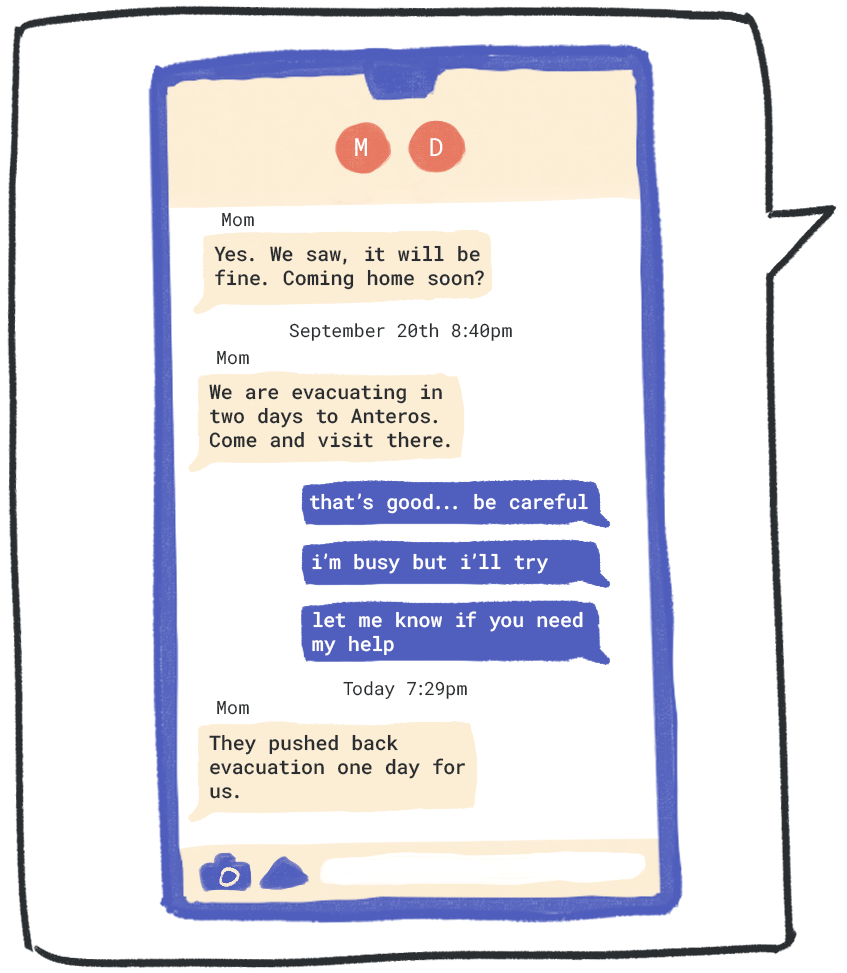 M D
Mom
Yes. We saw, it will be
fine. Coming home soon?
September 20th 8:40pm
Mom
We are evacuating in
two days to Anteros.
Come and visit there.
that's good... be careful
i'm busy but i'll try
let me know if you need
my help
Today 7:29pm
Mom
They pushed back
evacuation one day for
us.